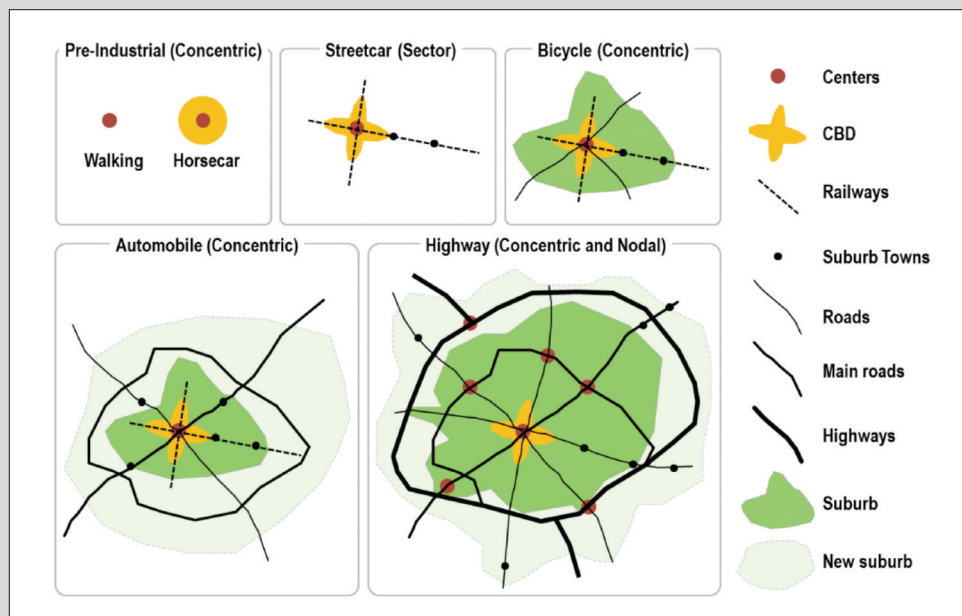 Pre-Industrial (Concentric)
Walking
Horsecar
Streetcar (Sector)
Bicycle (Concentric)
Automobile (Concentric)
Highway (Concentric and Nodal)
Centers
CBD
Railways
Suburb Towns
Roads
Main roads
Highways
Suburb
New suburb